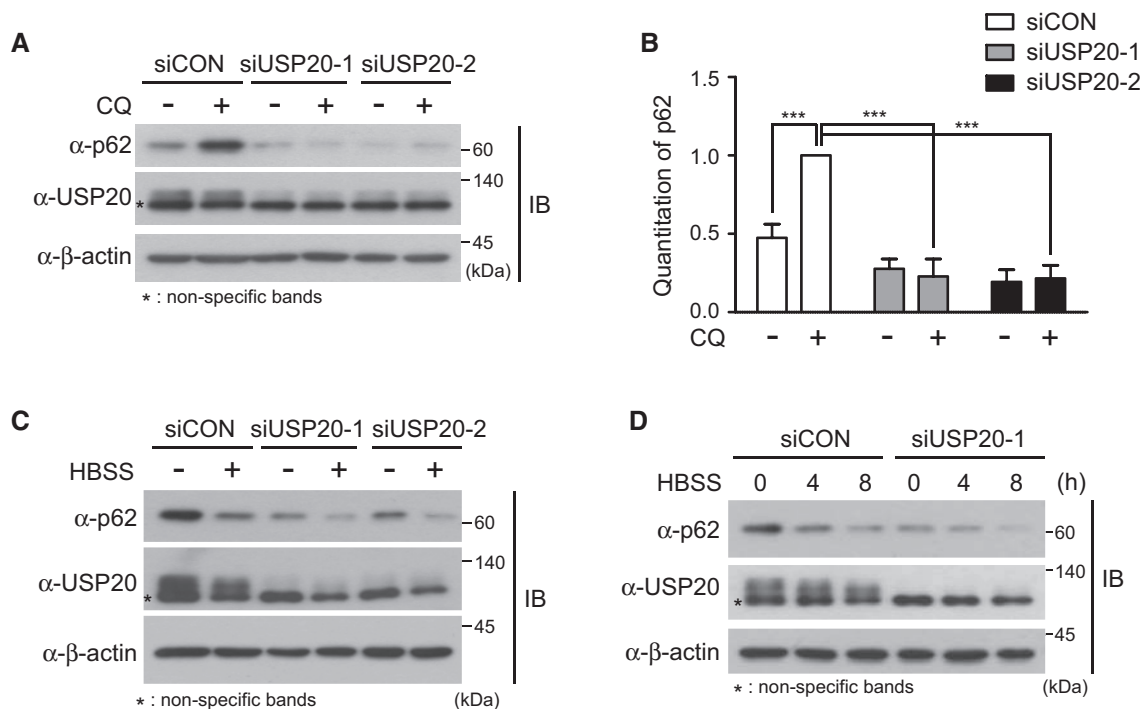 A
siCON siUSP20-1 siUSP20-2
CQ - + - + - +
α-p62
60
140
α-USP20
*
IB
α-β-actin
45
(kDa)
* : non-specific bands
B
siCON
siUSP20-1
siUSP20-2
Quantitation of p62
1.5
1.0
0.5
0.0
*** *** ***
CQ - + - + - +
C
siCON siUSP20-1 siUSP20-2
HBSS - + - + - +
α-p62
60
140
α-USP20
*
IB
45
α-β-actin
* : non-specific bands (kDa)
D
siCON siUSP20-1
HBSS 0 4 8 0 4 8 (h)
α-p62
60
140
α-USP20
*
IB
45
α-β-actin
* : non-specific bands (kDa)